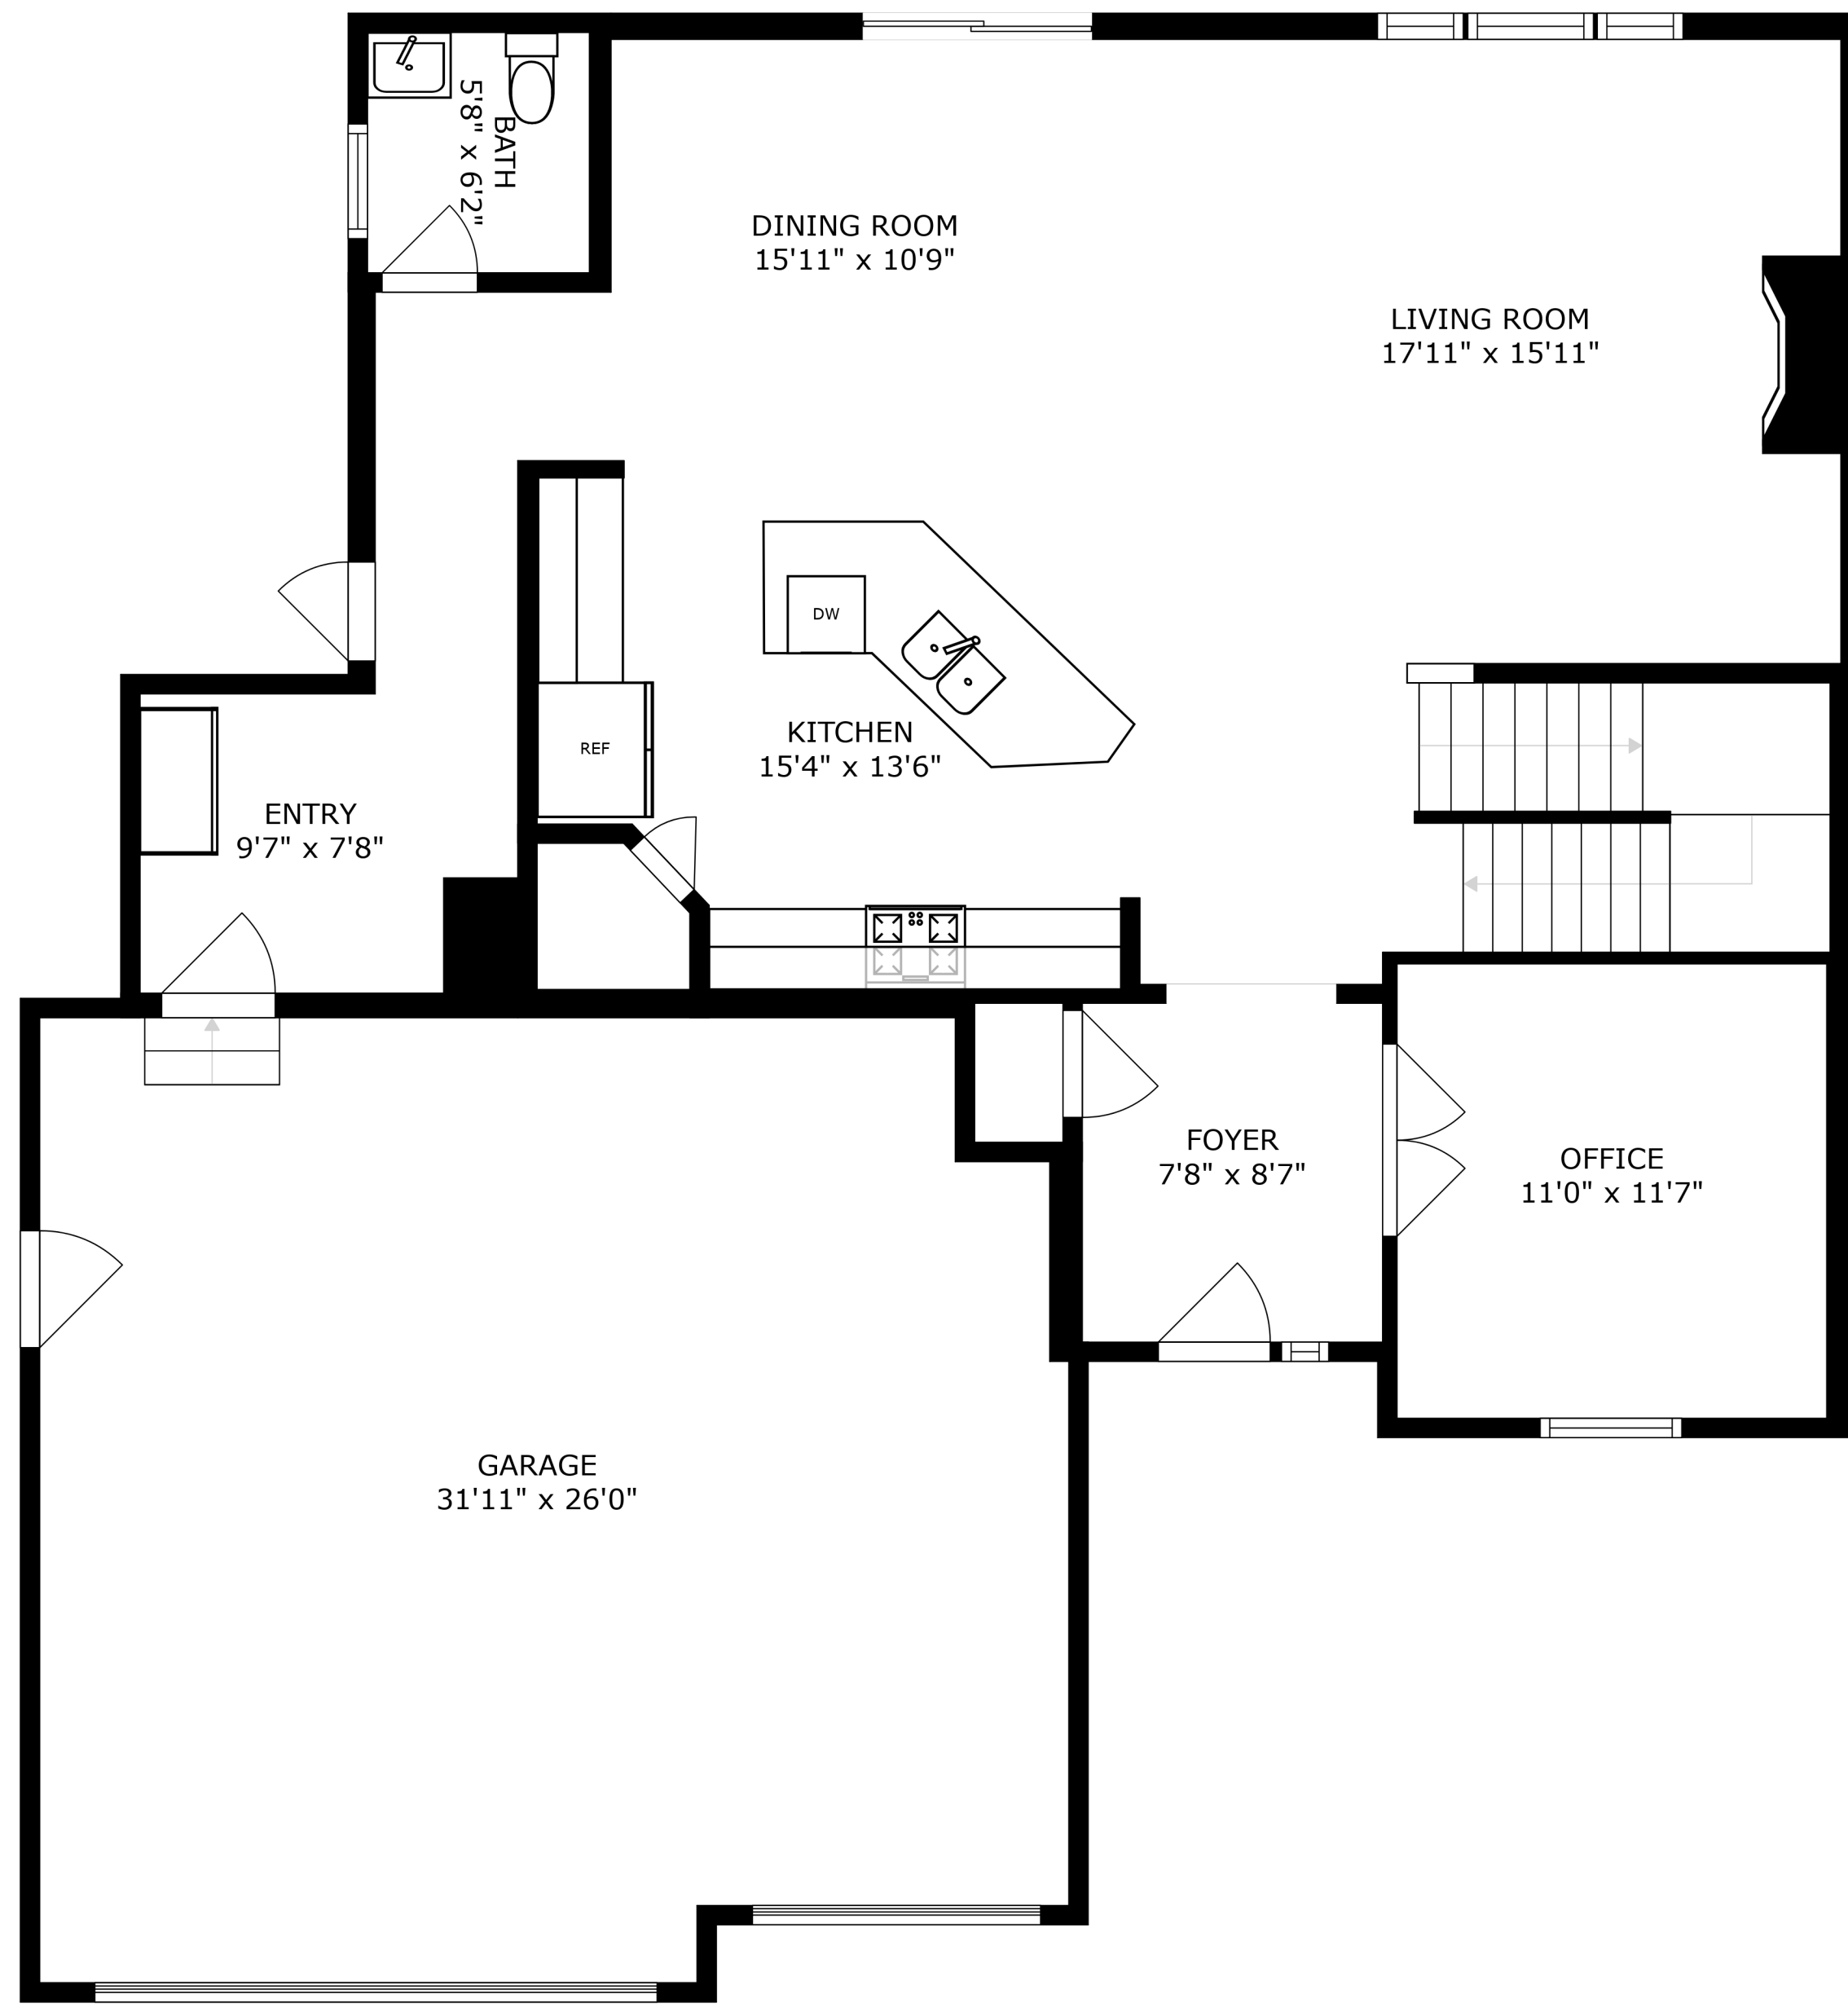 BATH
5'8" x 6'2"
DINING ROOM
15'11" x 10'9"
LIVING ROOM
17'11" x 15'11"
DW
KITCHEN
15'4" x 13'6"
REF
ENTRY
9'7" x 7'8"
FOYER
7'8" x 8'7"
OFFICE
11'0" x 11'7"
GARAGE
31'11" x 26'0"